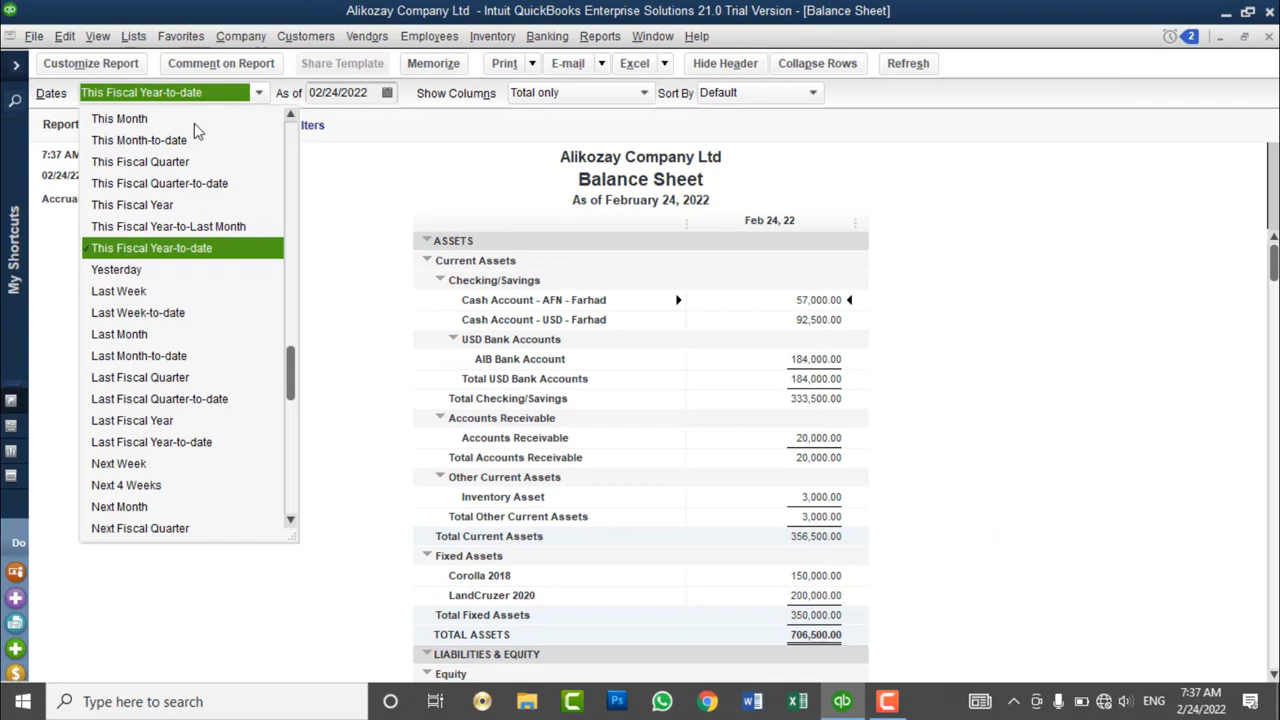 Alikozay Company Ltd - Intuit QuickBooks Enterprise Solutions 21.0 Trial Version - [Balance Sheet]
File Edit View Lists Favorites Company Customers Vendors Employees Inventory Banking Reports Window Help 2
Customize Report Comment on Report Share Template Memorize Print E-mail Excel Hide Header Collapse Rows Refresh
Dates This Fiscal Year-to-date As of 02/24/2022 Show Columns Total only Sort By Default
This Month
Report lters
This Month-to-date
7:37 AM
Alikozay Company Ltd
This Fiscal Quarter
02/24/22
Balance Sheet
This Fiscal Quarter-to-date
Accrua
As of February 24, 2022
This Fiscal Year
Feb 24, 22
This Fiscal Year-to-Last Month
ASSETS
This Fiscal Year-to-date
Current Assets
Yesterday
Checking/Savings
Last Week
Cash Account - AFN - Farhad 57,000.00
Last Week-to-date
Cash Account - USD - Farhad 92,500.00
Last Month
USD Bank Accounts
Last Month-to-date
AIB Bank Account 184,000.00
Last Fiscal Quarter
Total USD Bank Accounts 184,000.00
Last Fiscal Quarter-to-date
Total Checking/Savings 333,500.00
Last Fiscal Year
Accounts Receivable
Last Fiscal Year-to-date
Accounts Receivable 20,000.00
Next Week
Total Accounts Receivable 20,000.00
Next 4 Weeks
Other Current Assets
Next Month
Inventory Asset 3,000.00
Next Fiscal Quarter
Total Other Current Assets 3,000.00
Total Current Assets 356,500.00
Fixed Assets
Corolla 2018 150,000.00
LandCruzer 2020 200,000.00
Total Fixed Assets 350,000.00
TOTAL ASSETS 706,500.00
LIABILITIES & EQUITY
Equity
My Shortcuts
Do
Type here to search
Ps
ENG
7:37 AM
2/24/2022